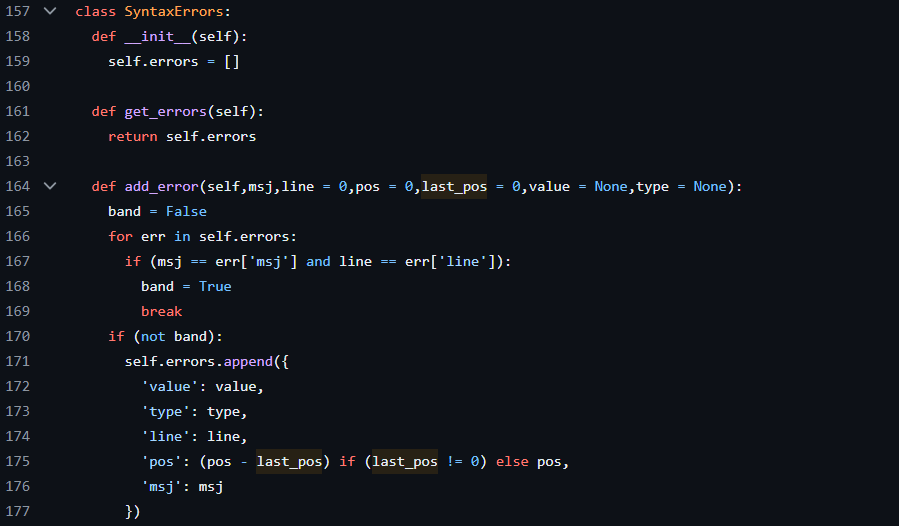 157 class SyntaxErrors:
158 def __init__(self):
159 self.errors = []
160
161 def get_errors(self):
162 return self.errors
163
164 def add_error(self,msj,line = 0,pos = 0,last_pos = 0,value = None,type = None):
165 band = False
166 for err in self.errors:
167 if (msj == err['msj'] and line == err['line']):
168 band = True
169 break
170 if (not band):
171 self.errors.append({
172 'value': value,
173 'type': type,
174 'line': line,
175 'pos': (pos - last_pos) if (last_pos != 0) else pos,
176 'msj': msj
177 })